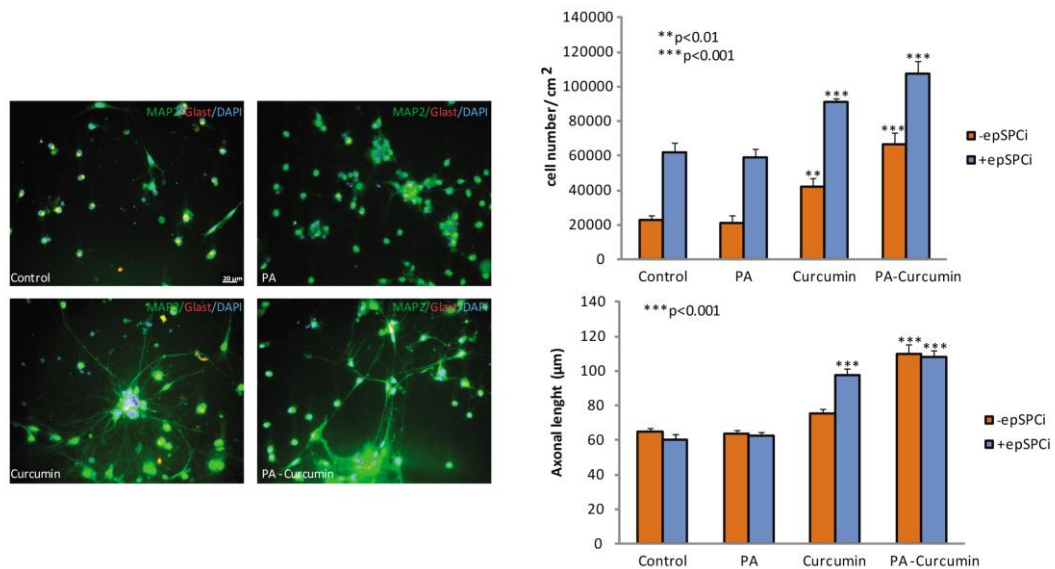 MAP2/Glast/DAPI
Control
20 µm
MAP2/Glast/DAPI
PA
MAP2/Glast/DAPI
Curcumin
MAP2/Glast/DAPI
PA-Curcumin
**p<0.01
***p<0.001
cell number/ cm²
140000
120000
100000
80000
60000
40000
20000
0
**
***
***
***
Control
PA
Curcumin
PA-Curcumin
-epSPCi
+epSPCi
***p<0.001
Axonal lenght (µm)
140
120
100
80
60
40
20
0
***
***
***
Control
PA
Curcumin
PA-Curcumin
-epSPCi
+epSPCi